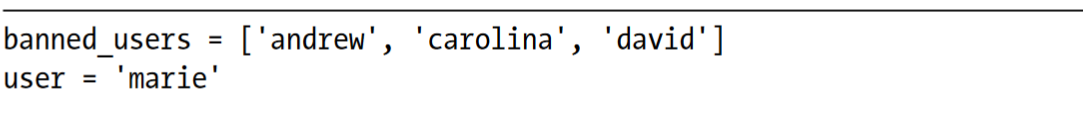 banned_users = ['andrew', 'carolina', 'david']
user = 'marie'